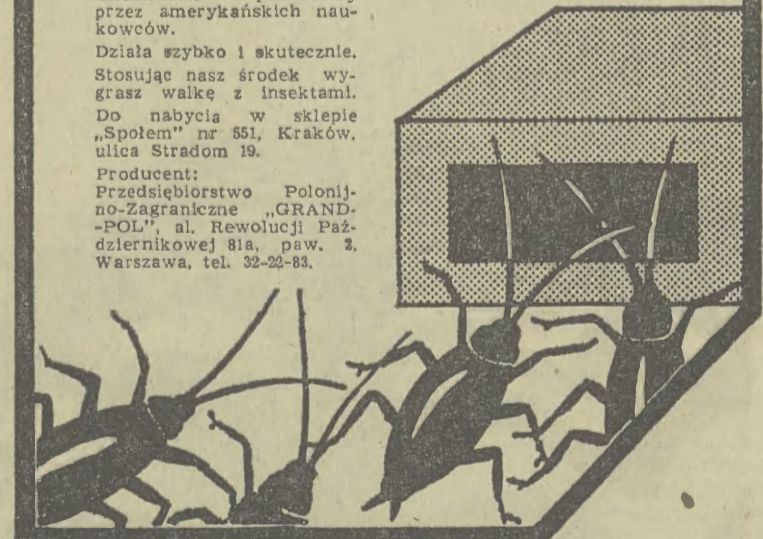 przez amerykańskich nau-
kowców.
Działa szybko i skutecznie.
Stosując nasz środek wy-
grasz walkę z insektami.
Do nabycia w sklepie
„Społem” nr 551, Kraków,
ulica Stradom 19.
Producent:
Przedsiębiorstwo Polonij-
no-Zagraniczne „GRAND-
-POL”, al. Rewolucji Paź-
dziernikowej 81a, paw. 2,
Warszawa, tel. 32-22-83.